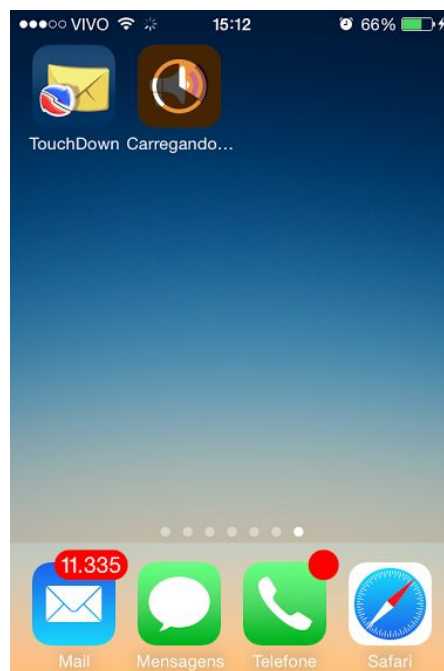 VIVO 15:12 66%
TouchDown Carregando...
11.335
Mail Mensagens Telefone Safari